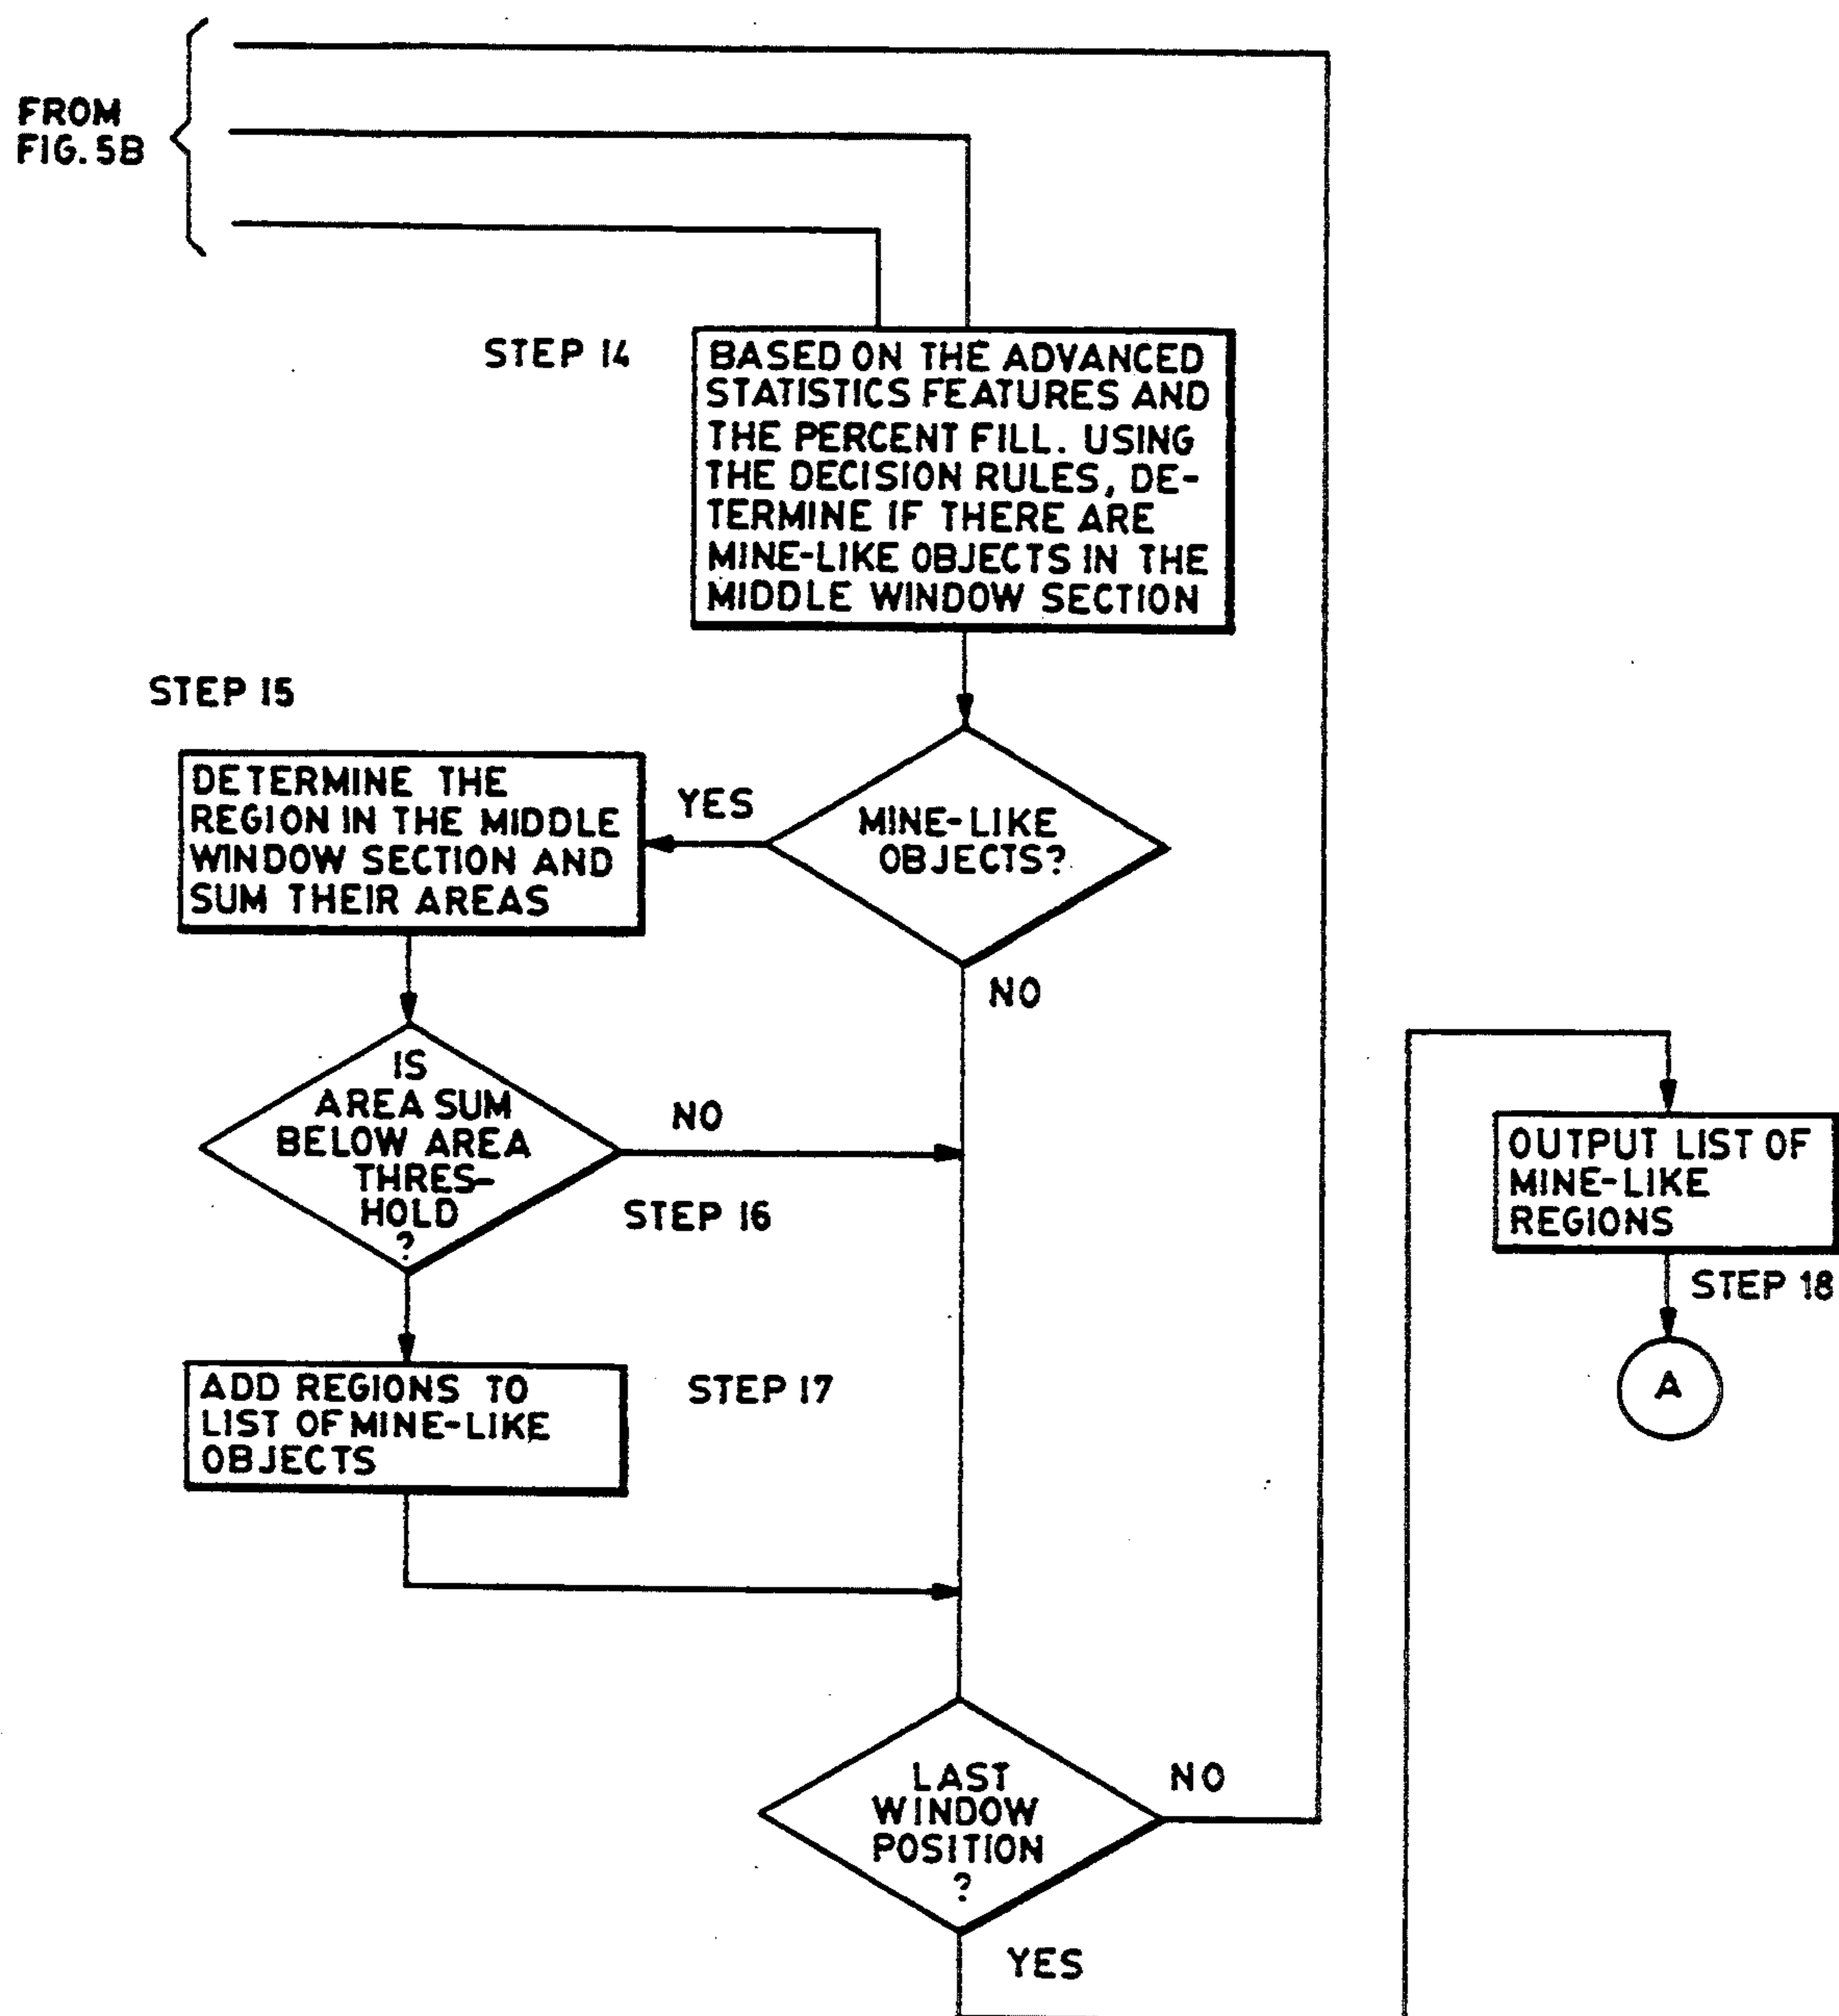 FROM
FIG. 5B
STEP 14
BASED ON THE ADVANCED
STATISTICS FEATURES AND
THE PERCENT FILL. USING
THE DECISION RULES, DE-
TERMINE IF THERE ARE
MINE-LIKE OBJECTS IN THE
MIDDLE WINDOW SECTION
STEP 15
DETERMINE THE
REGION IN THE MIDDLE
WINDOW SECTION AND
SUM THEIR AREAS
YES
MINE-LIKE
OBJECTS?
NO
IS
AREA SUM
BELOW AREA
THRES-
HOLD
?
NO
STEP 16
ADD REGIONS TO
LIST OF MINE-LIKE
OBJECTS
STEP 17
LAST
WINDOW
POSITION
?
NO
YES
OUTPUT LIST OF
MINE-LIKE
REGIONS
STEP 18
A